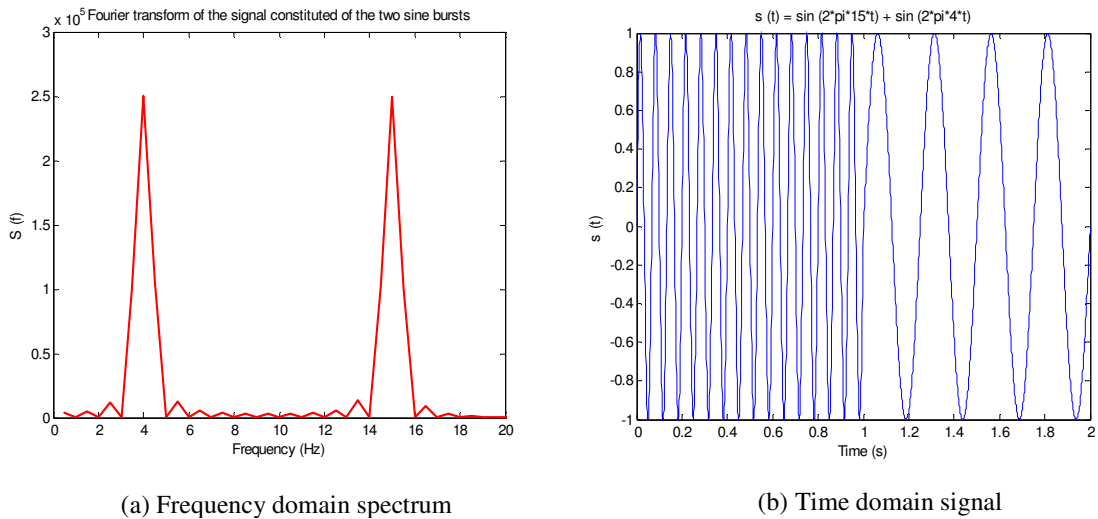 x 10^5 Fourier transform of the signal constituted of the two sine bursts
3
2.5
2
1.5
1
0.5
0
S (f)
0 2 4 6 8 10 12 14 16 18 20
Frequency (Hz)
(a) Frequency domain spectrum
s (t) = sin (2*pi*15*t) + sin (2*pi*4*t)
1
0.8
0.6
0.4
0.2
0
-0.2
-0.4
-0.6
-0.8
-1
s (t)
0 0.2 0.4 0.6 0.8 1 1.2 1.4 1.6 1.8 2
Time (s)
(b) Time domain signal